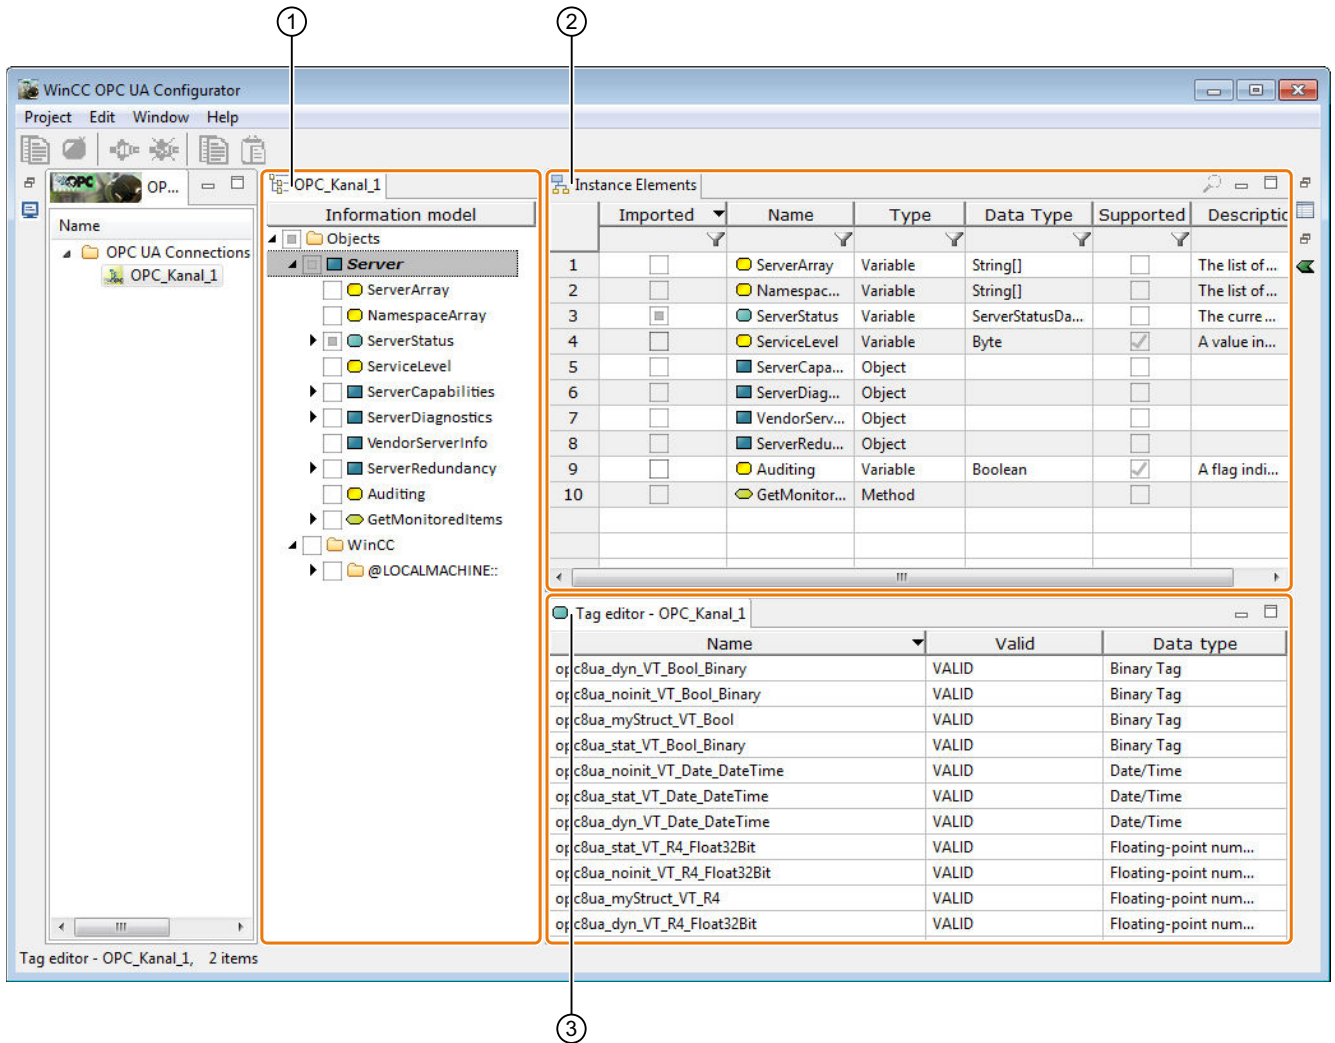 1
2
WinCC OPC UA Configurator
Project Edit Window Help
OPC OP...
OPC_Kanal_1
Instance Elements
Name
OPC UA Connections
OPC_Kanal_1
Information model
Objects
Server
ServerArray
NamespaceArray
ServerStatus
ServiceLevel
ServerCapabilities
ServerDiagnostics
VendorServerInfo
ServerRedundancy
Auditing
GetMonitoredItems
WinCC
@LOCALMACHINE::
Imported Name Type Data Type Supported Descriptic
1 ServerArray Variable String[] The list of...
2 Namespac... Variable String[] The list of...
3 ServerStatus Variable ServerStatusDa... The curre...
4 ServiceLevel Variable Byte A value in...
5 ServerCapa... Object
6 ServerDiag... Object
7 VendorServ... Object
8 ServerRedu... Object
9 Auditing Variable Boolean A flag indi...
10 GetMonitor... Method
Tag editor - OPC_Kanal_1
Name Valid Data type
opc8ua_dyn_VT_Bool_Binary VALID Binary Tag
opc8ua_noinit_VT_Bool_Binary VALID Binary Tag
opc8ua_myStruct_VT_Bool VALID Binary Tag
opc8ua_stat_VT_Bool_Binary VALID Binary Tag
opc8ua_noinit_VT_Date_DateTime VALID Date/Time
opc8ua_stat_VT_Date_DateTime VALID Date/Time
opc8ua_dyn_VT_Date_DateTime VALID Date/Time
opc8ua_stat_VT_R4_Float32Bit VALID Floating-point num...
opc8ua_noinit_VT_R4_Float32Bit VALID Floating-point num...
opc8ua_myStruct_VT_R4 VALID Floating-point num...
opc8ua_dyn_VT_R4_Float32Bit VALID Floating-point num...
Tag editor - OPC_Kanal_1, 2 items
3